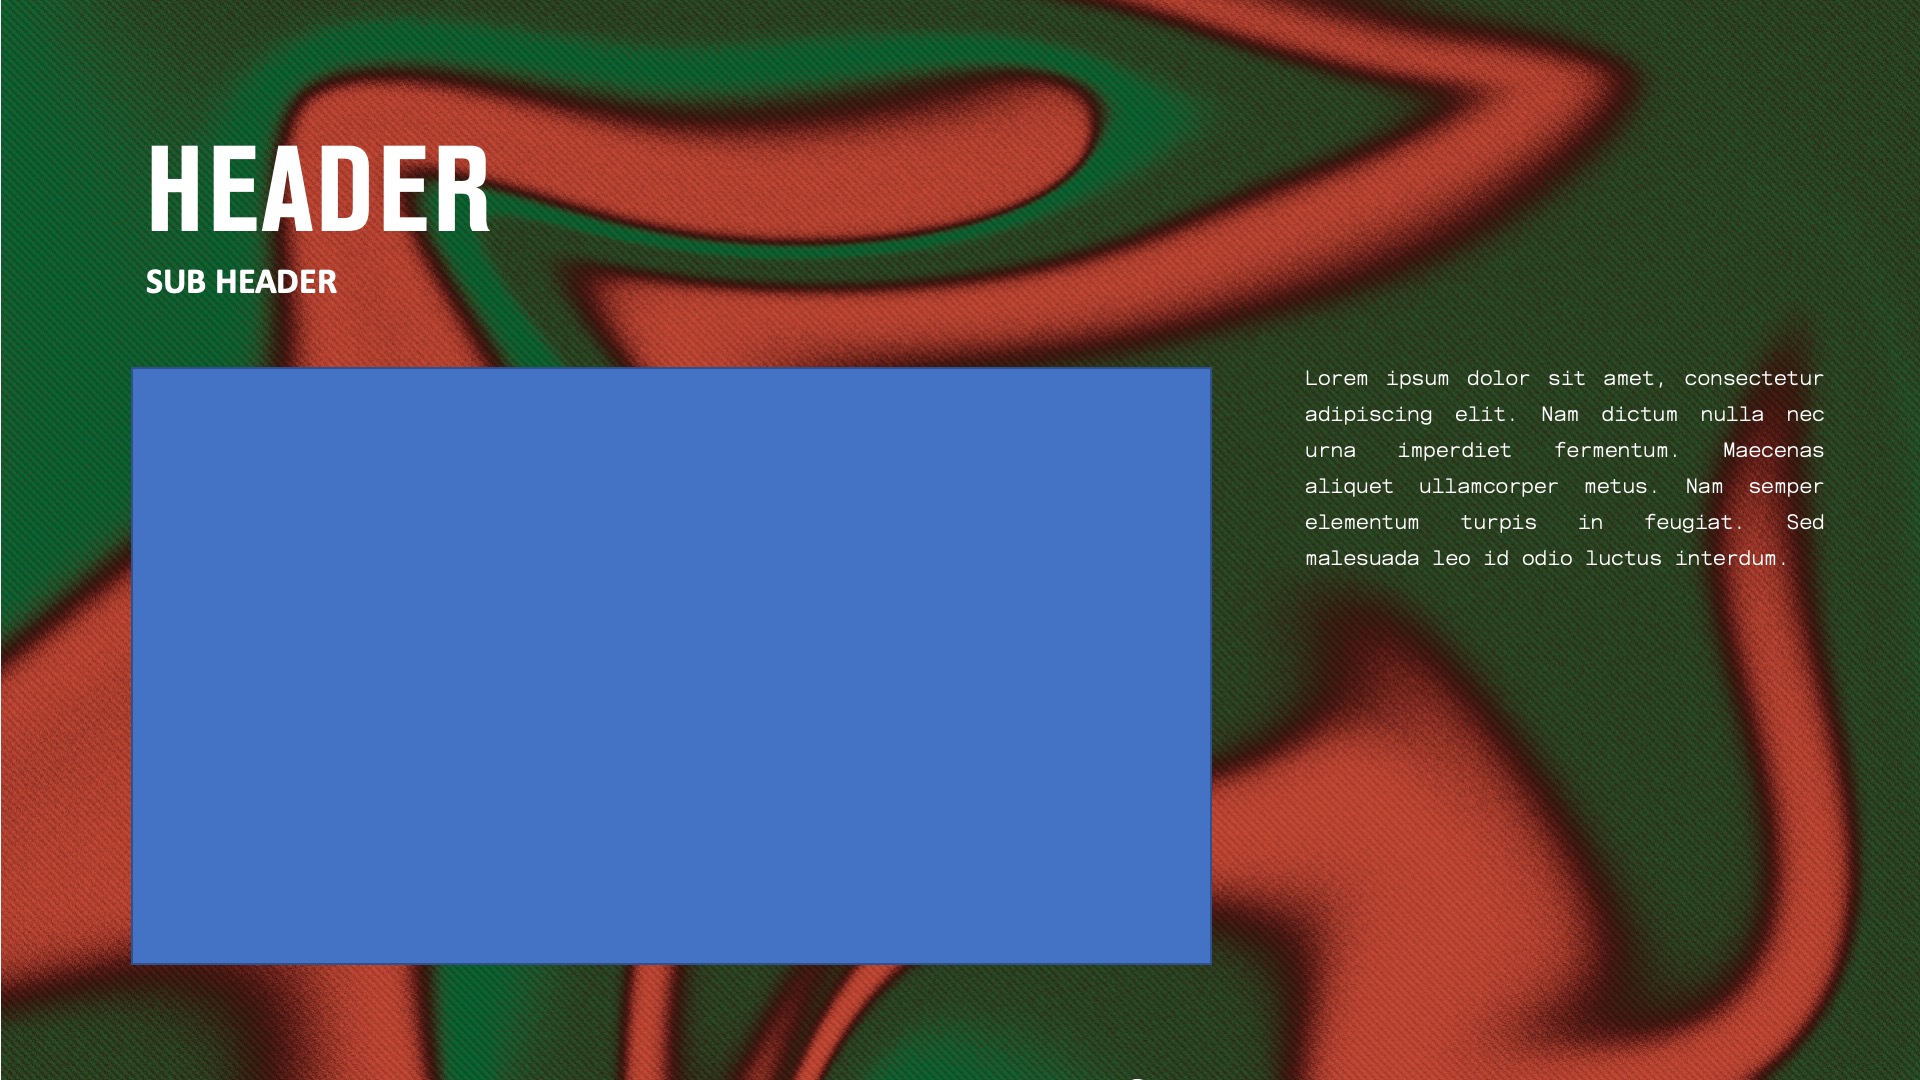 HEADER
SUB HEADER
Lorem ipsum dolor sit amet, consectetur
adipiscing elit. Nam dictum nulla nec
urna imperdiet fermentum. Maecenas
aliquet ullamcorper metus. Nam semper
elementum turpis in feugiat. Sed
malesuada leo id odio luctus interdum.